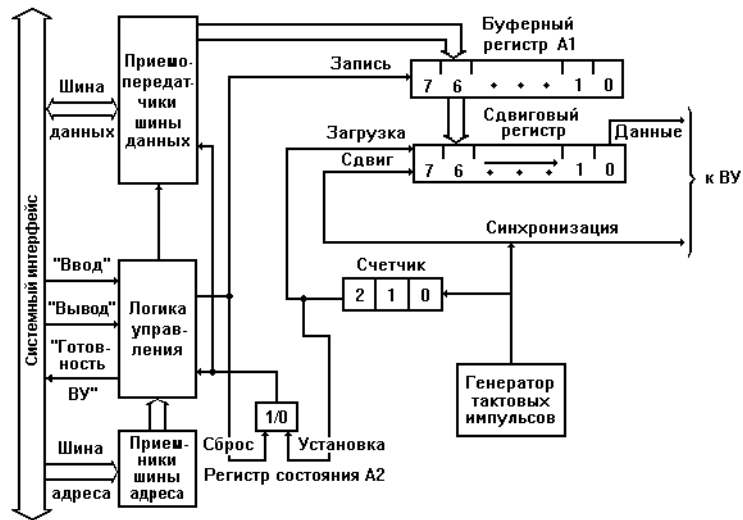 Системный интерфейс
Шина
данных
Приемо-
передат-
чики
шины
данных
Буферный
регистр А1
Запись
7 6 • • • 1 0
Загрузка
Сдвиг
Сдвиговый
регистр
7 6 • • • 1 0
Данные
к ВУ
Синхронизация
Счетчик
2 1 0
"Ввод"
"Вывод"
"Готов-
ность
ВУ"
Логика
управ-
ления
Генератор
тактовых
импульсов
1/0
Сброс
Установка
Регистр состояния А2
Шина
адреса
Прием-
ники
шины
адреса